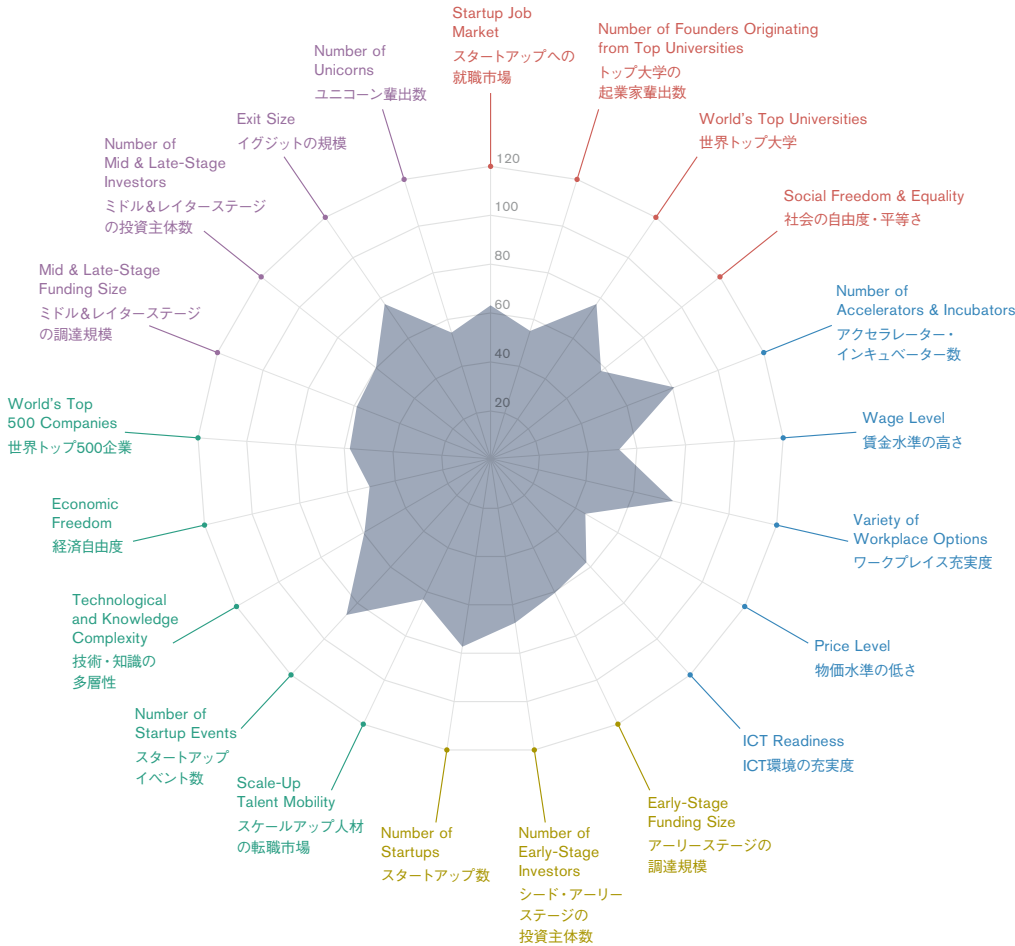 Startup Job
Market
スタートアップへの
就職市場
Number of Founders Originating
from Top Universities
トップ大学の
起業家輩出数
World's Top Universities
世界トップ大学
Social Freedom & Equality
社会の自由度・平等さ
Number of
Accelerators & Incubators
アクセラレーター・
インキュベーター数
Wage Level
賃金水準の高さ
Variety of
Workplace Options
ワークプレイス充実度
Price Level
物価水準の低さ
ICT Readiness
ICT環境の充実度
Early-Stage
Funding Size
アーリーステージの
調達規模
Number of
Early-Stage
Investors
シード・アーリー
ステージの
投資主体数
Number of
Startups
スタートアップ数
Scale-Up
Talent Mobility
スケールアップ人材
の転職市場
Number of
Startup Events
スタートアップ
イベント数
Technological
and Knowledge
Complexity
技術・知識の
多層性
Economic
Freedom
経済自由度
World's Top
500 Companies
世界トップ500企業
Mid & Late-Stage
Funding Size
ミドル&レイターステージ
の調達規模
Number of
Mid & Late-Stage
Investors
ミドル&レイターステージ
の投資主体数
Exit Size
イグジットの規模
Number of
Unicorns
ユニコーン輩出数
120
100
80
60
40
20